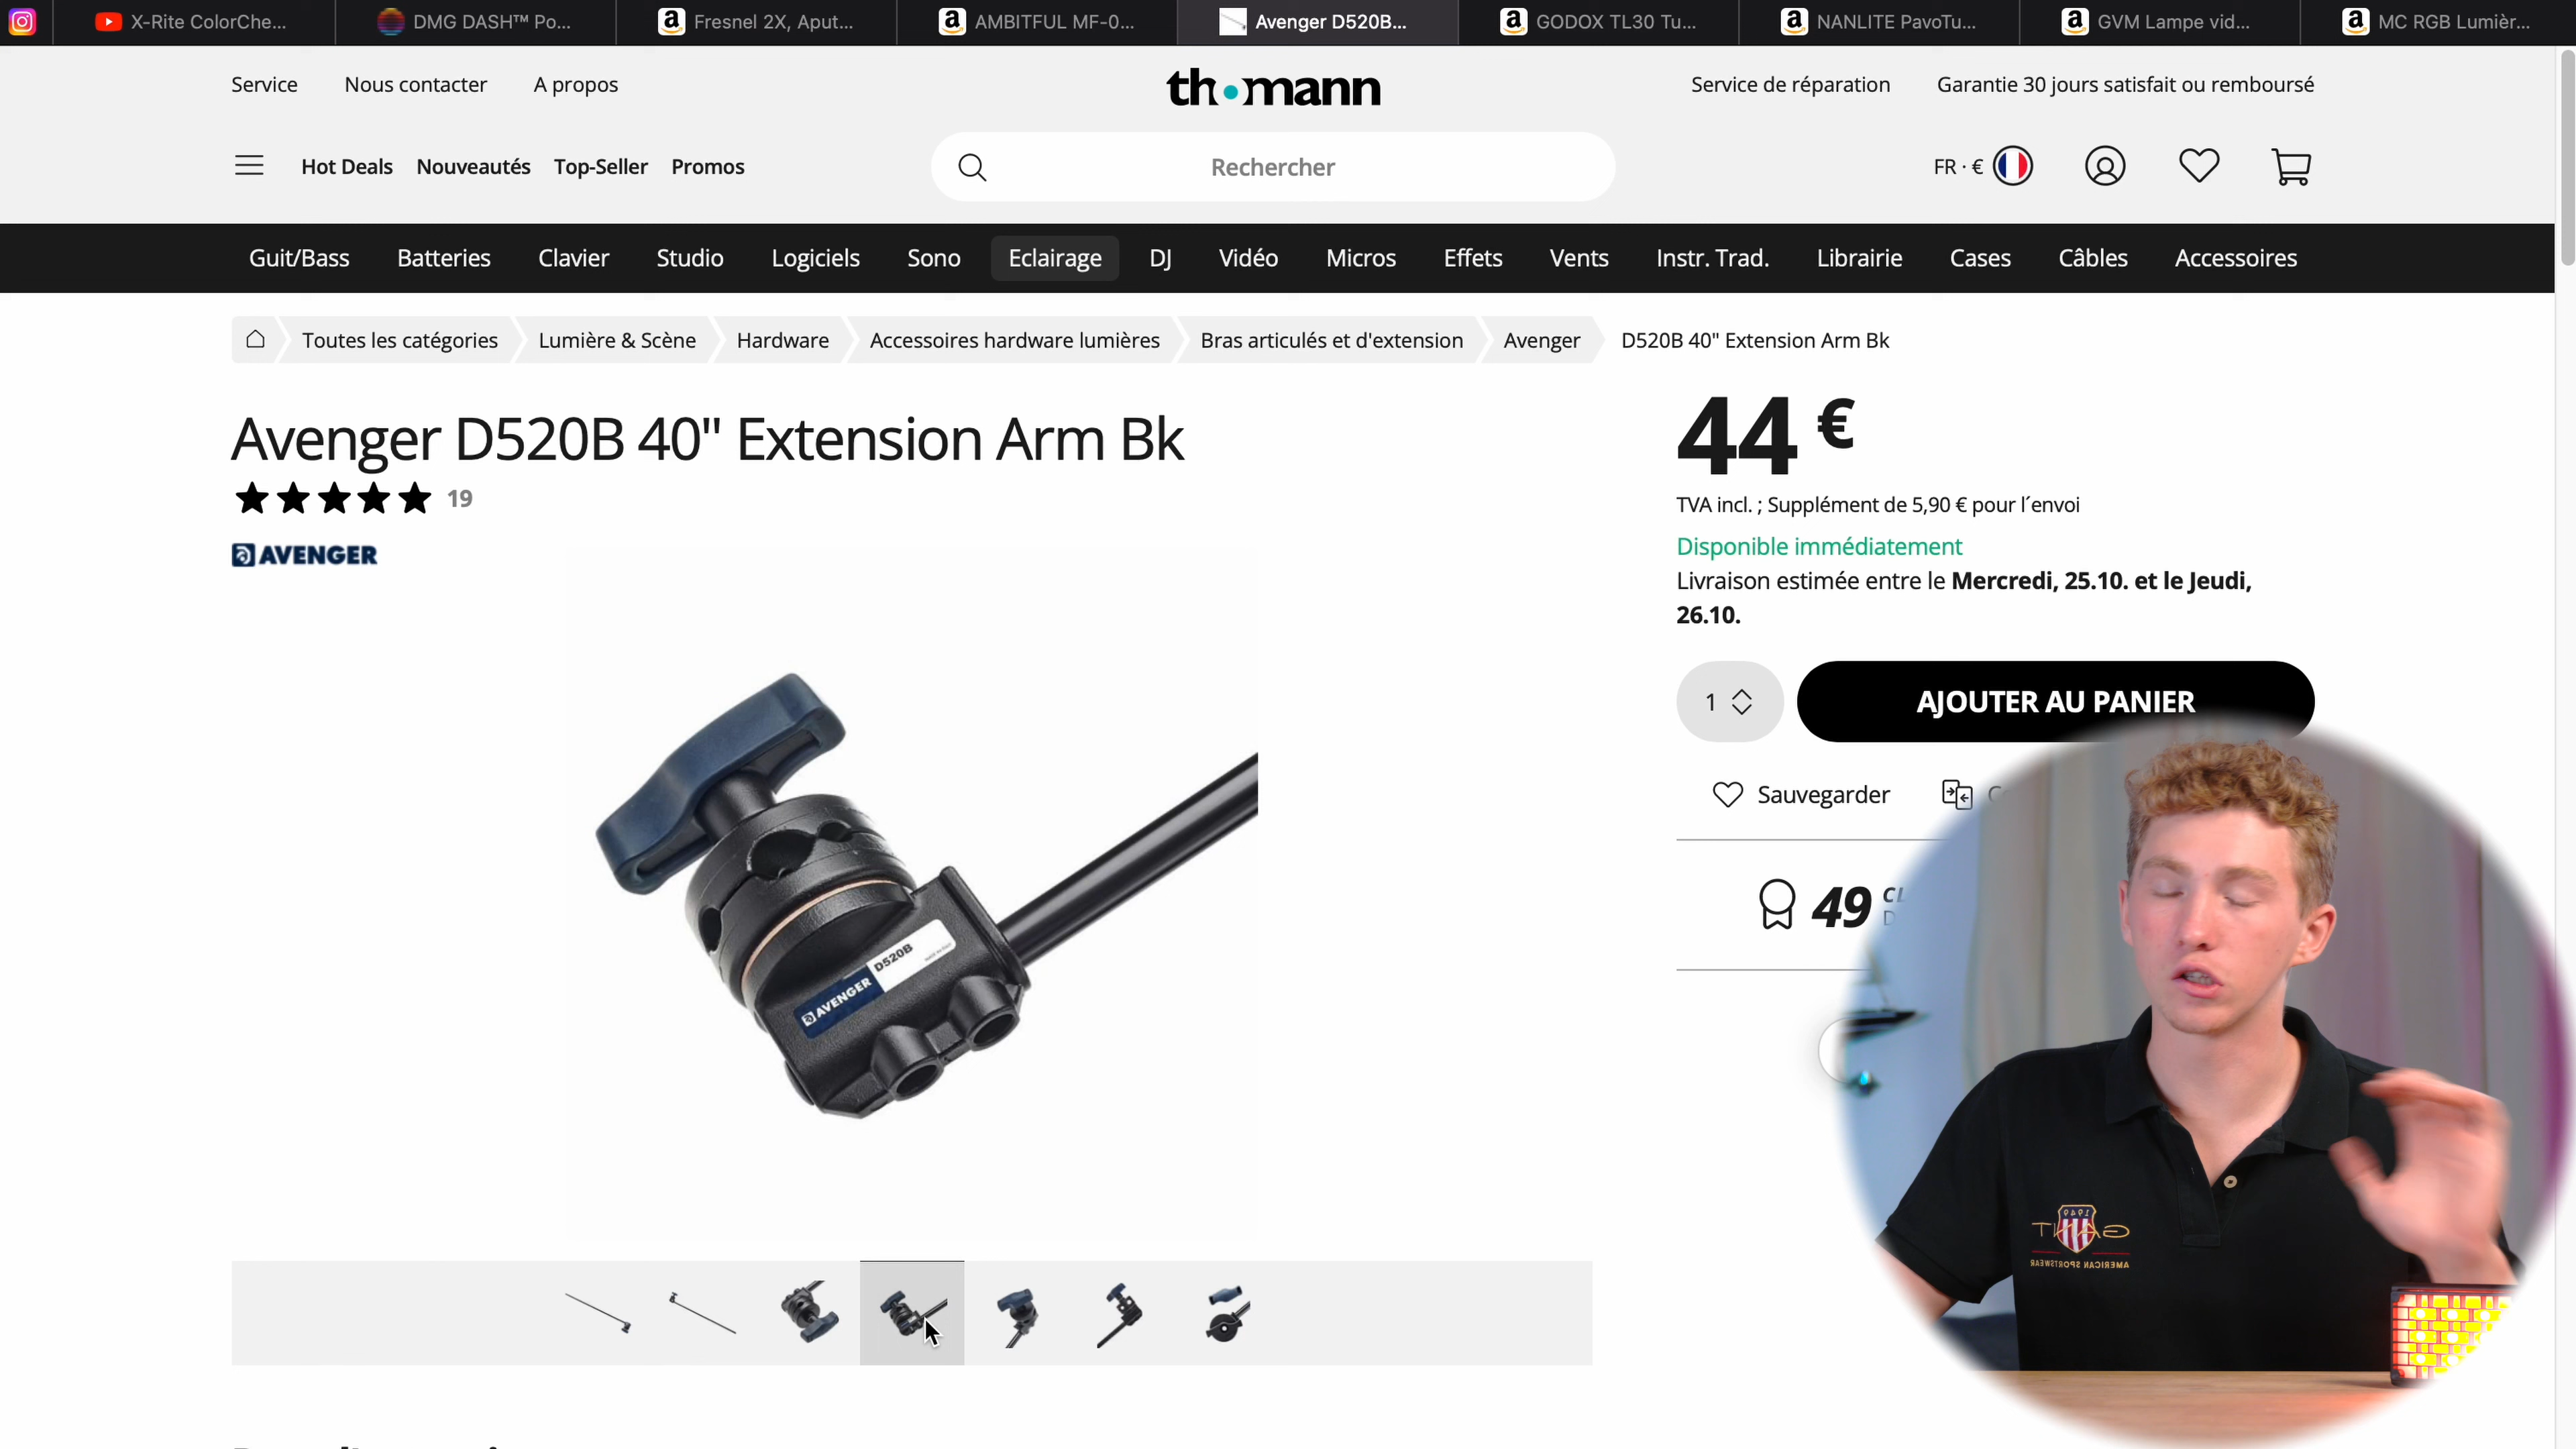 X-Rite ColorChe...
DMG DASH™ Po...
Fresnel 2X, Aput...
AMBITFUL MF-0...
Avenger D520B...
GODOX TL30 Tu...
NANLITE PavoTu...
GVM Lampe vid...
MC RGB Lumièr...
Service
Nous contacter
A propos
thomann
Service de réparation
Garantie 30 jours satisfait ou remboursé
Hot Deals
Nouveautés
Top-Seller
Promos
Rechercher
FR · €
Guit/Bass
Batteries
Clavier
Studio
Logiciels
Sono
Eclairage
DJ
Vidéo
Micros
Effets
Vents
Instr. Trad.
Librairie
Cases
Câbles
Accessoires
Toutes les catégories
Lumière & Scène
Hardware
Accessoires hardware lumières
Bras articulés et d'extension
Avenger
D520B 40" Extension Arm Bk
Avenger D520B 40" Extension Arm Bk
19
AVENGER
44 €
TVA incl. ; Supplément de 5,90 € pour l´envoi
Disponible immédiatement
Livraison estimée entre le Mercredi, 25.10. et le Jeudi,
26.10.
1
AJOUTER AU PANIER
Sauvegarder
49
AVENGER
D520B
1949
GANT
AMERICAN SPORTSWEAR